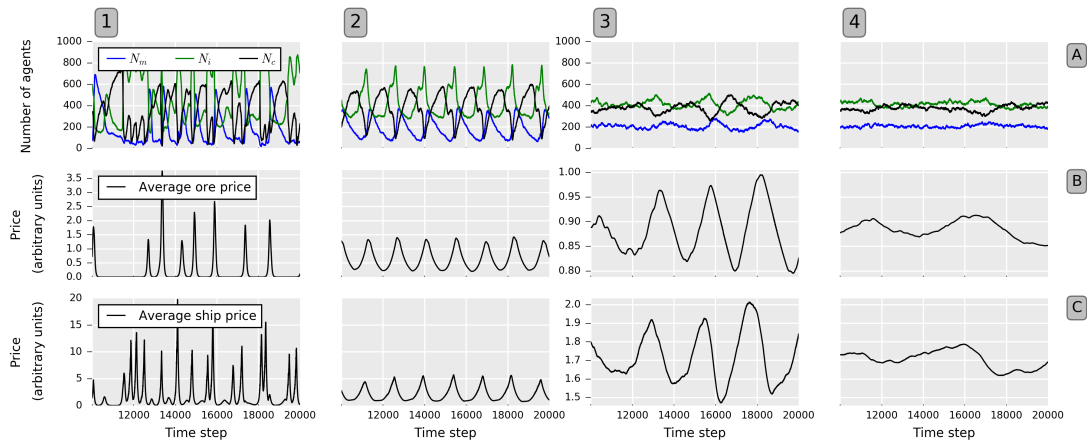 1
2
3
4
A
B
C
Number of agents
1000
800
600
400
200
0
N_m
N_i
N_c
1000
800
600
400
200
0
Price
(arbitrary units)
3.5
3.0
2.5
2.0
1.5
1.0
0.5
0.0
Average ore price
1.00
0.95
0.90
0.85
0.80
Price
(arbitrary units)
20
15
10
5
0
Average ship price
2.0
1.9
1.8
1.7
1.6
1.5
12000 14000 16000 18000 20000
12000 14000 16000 18000 20000
12000 14000 16000 18000 20000
12000 14000 16000 18000 20000
Time step
Time step
Time step
Time step